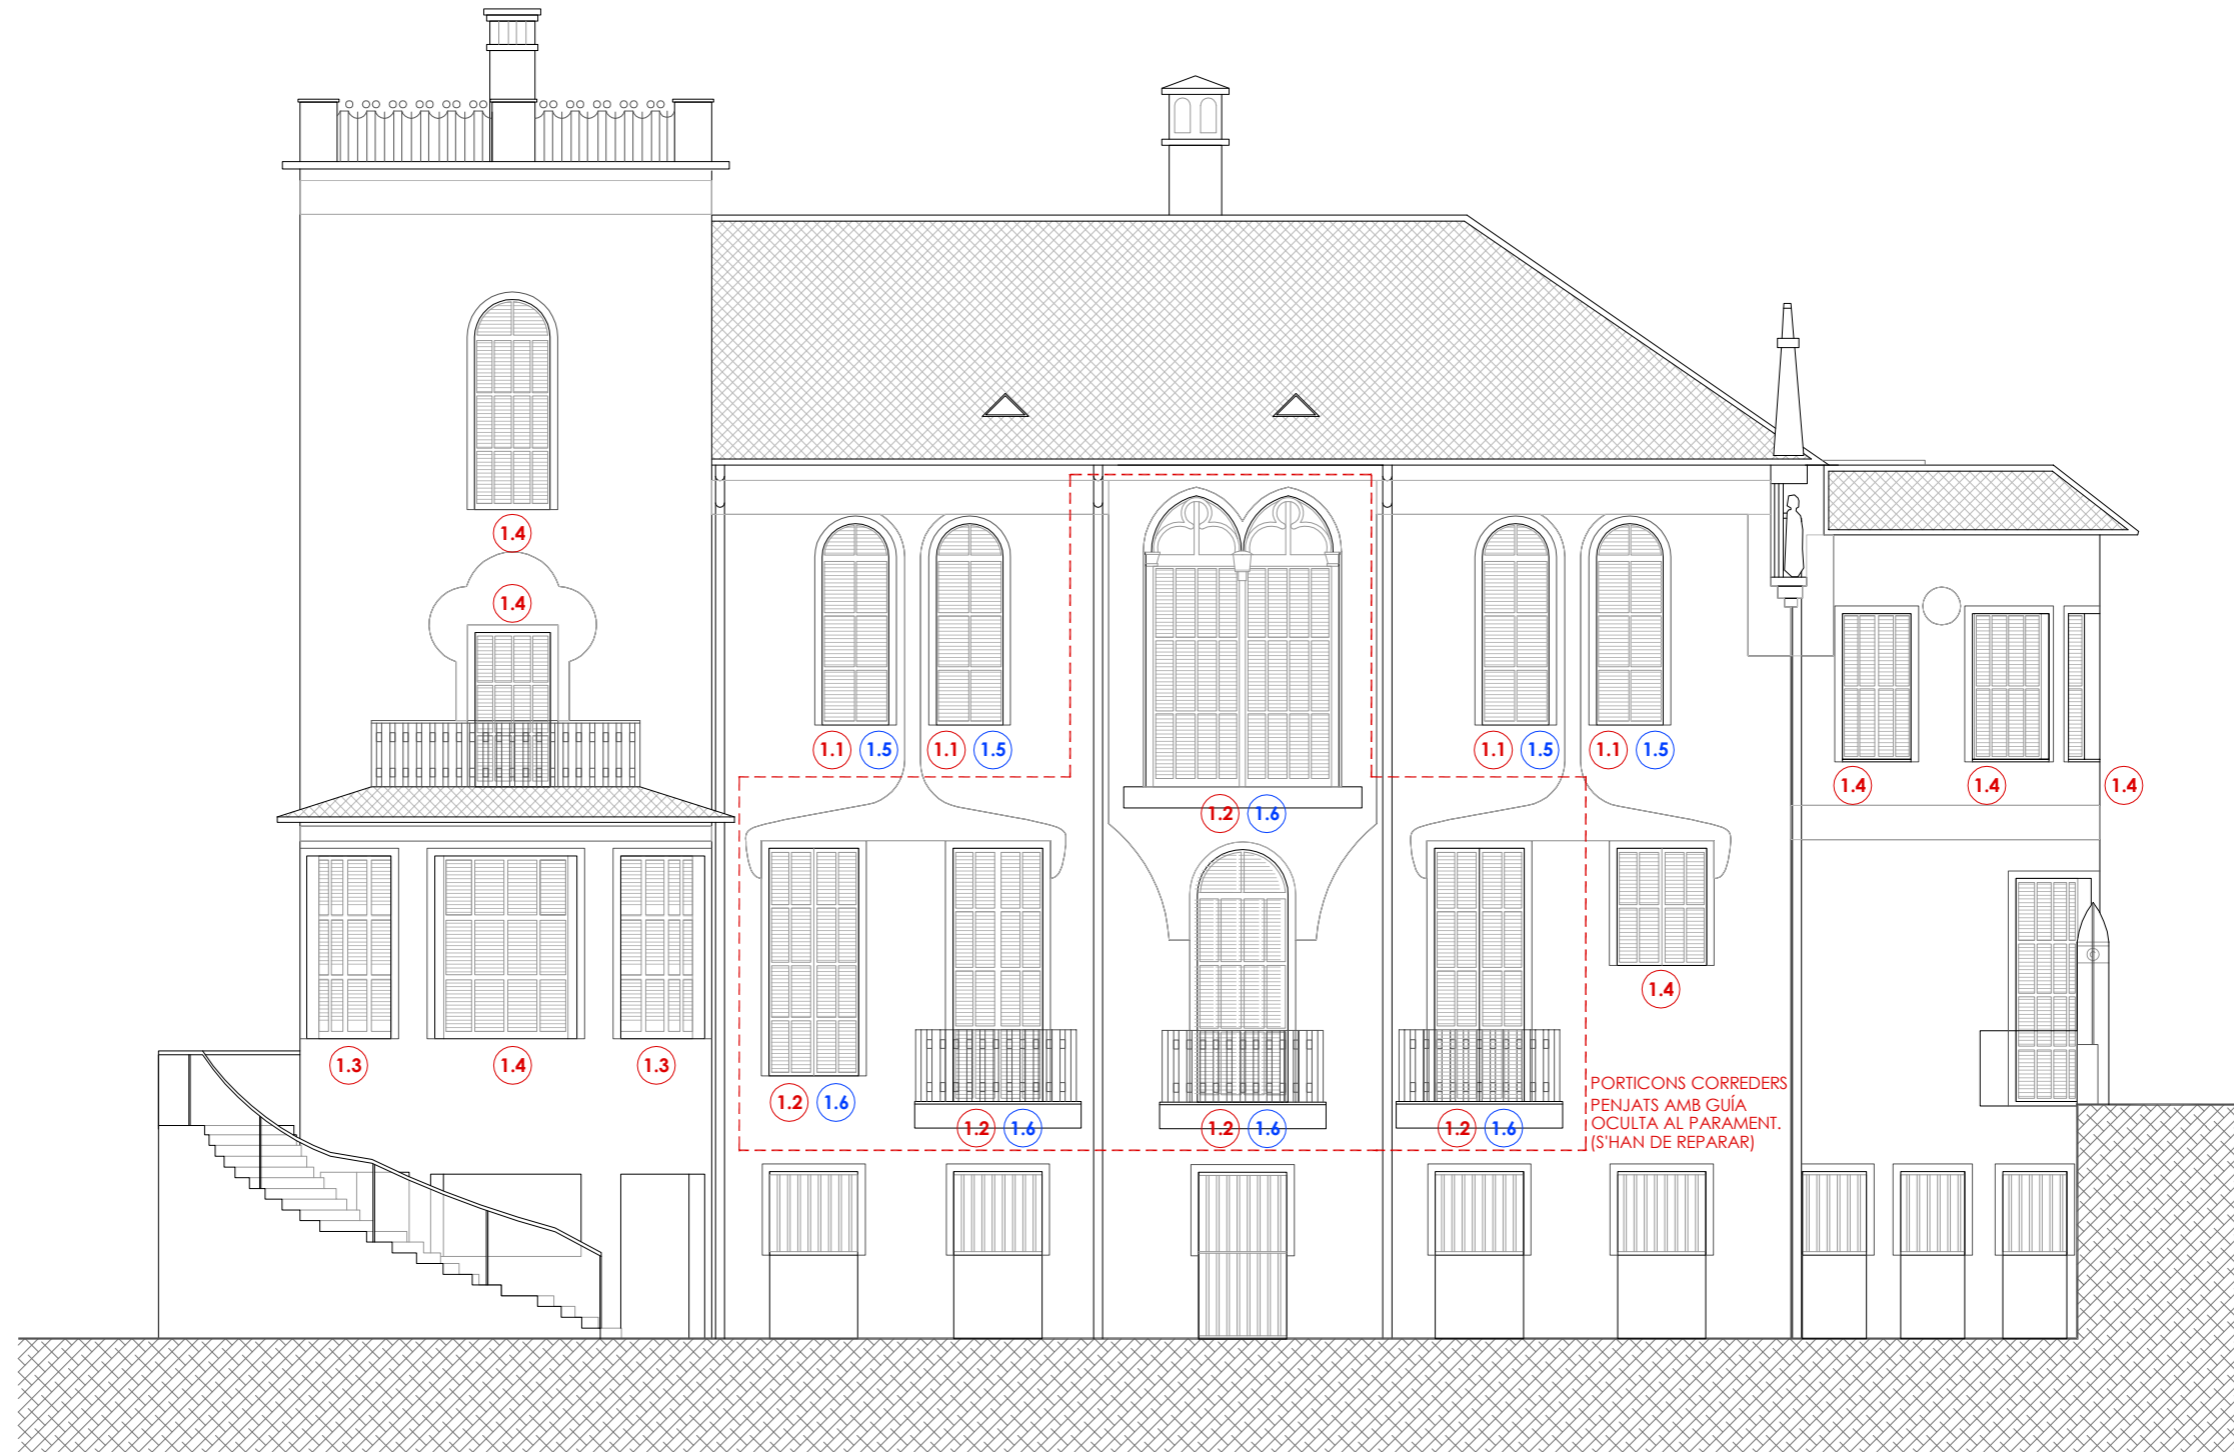 1.4
1.4
1.1 1.5 1.1 1.5 1.1 1.5 1.1 1.5
1.4 1.4 1.4
1.2 1.6
1.4
1.3 1.4 1.3
1.2 1.6
1.2 1.6 1.2 1.6 1.2 1.6
PORTICONS CORREDERS
PENJATS AMB GUÍA
OCULTA AL PARAMENT.
(S'HAN DE REPARAR)